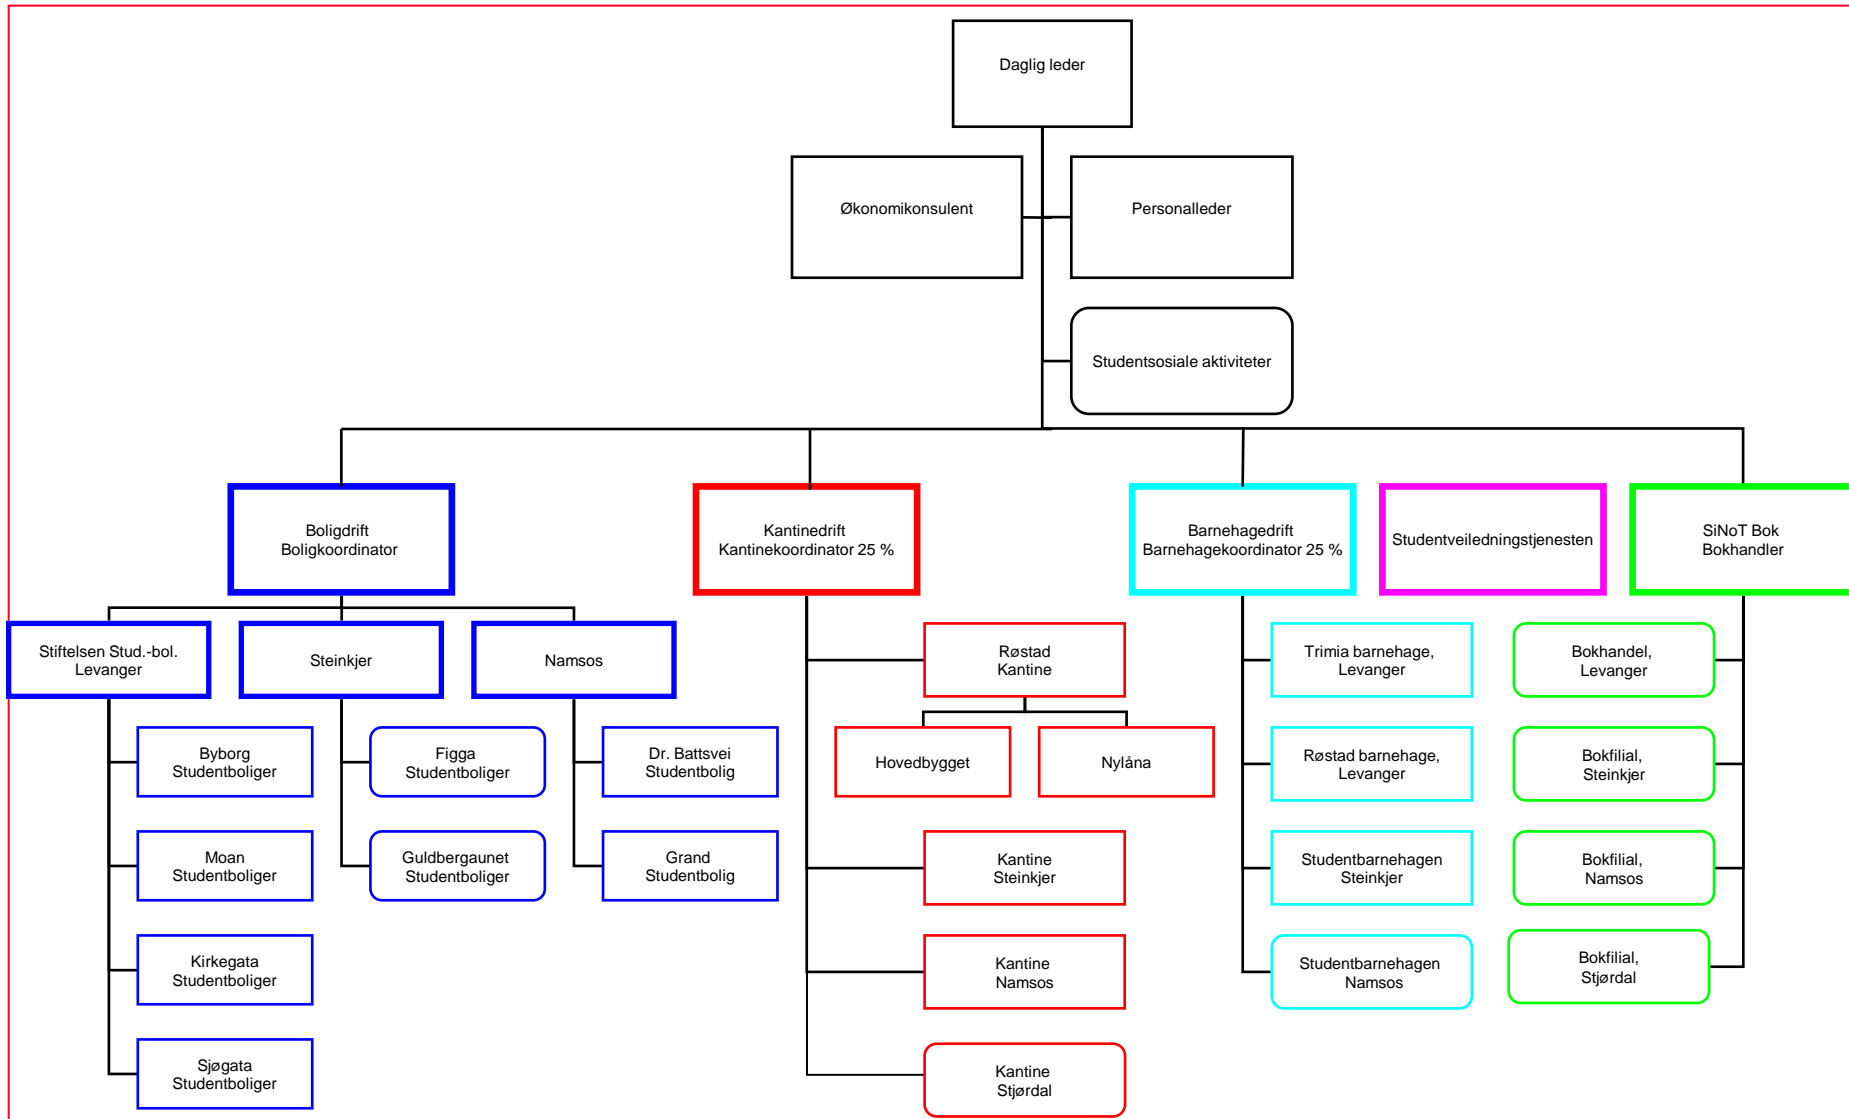 Daglig leder
Økonomikonsulent
Personalleder
Studentsosiale aktiviteter
Boligdrift
Boligkoordinator
Kantinedrift
Kantinekoordinator 25 %
Barnehagedrift
Barnehagekoordinator 25 %
Studentveiledningstjenesten
SiNoT Bok
Bokhandler
Stiftelsen Stud.-bol.
Levanger
Steinkjer
Namsos
Røstad
Kantine
Trimia barnehage,
Levanger
Bokhandel,
Levanger
Byborg
Studentboliger
Figga
Studentboliger
Dr. Battsvei
Studentbolig
Hovedbygget
Nylåna
Røstad barnehage,
Levanger
Bokfilial,
Steinkjer
Moan
Studentboliger
Guldbergaunet
Studentboliger
Grand
Studentbolig
Kantine
Steinkjer
Studentbarnehagen
Steinkjer
Bokfilial,
Namsos
Kirkegata
Studentboliger
Kantine
Namsos
Studentbarnehagen
Namsos
Bokfilial,
Stjørdal
Sjøgata
Studentboliger
Kantine
Stjørdal